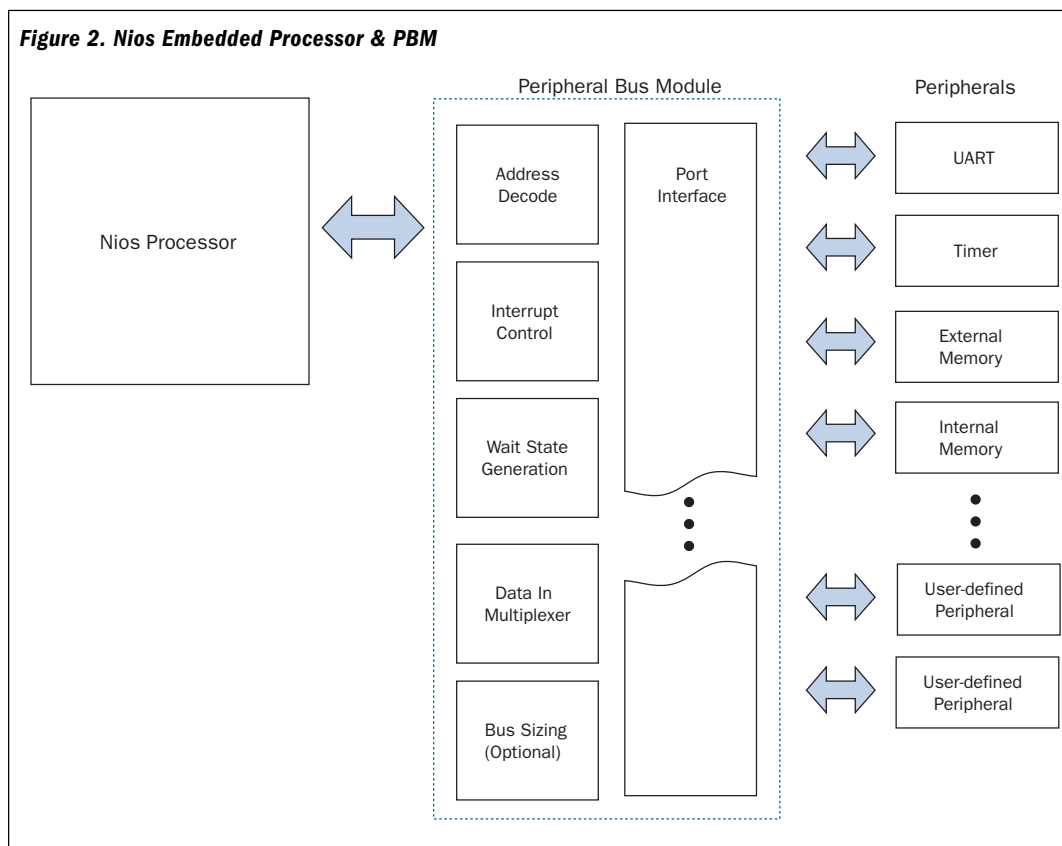 Figure 2. Nios Embedded Processor & PBM
Peripheral Bus Module
Peripherals
Nios Processor
Address
Decode
Interrupt
Control
Wait State
Generation
Data In
Multiplexer
Bus Sizing
(Optional)
Port
Interface
UART
Timer
External
Memory
Internal
Memory
User-defined
Peripheral
User-defined
Peripheral